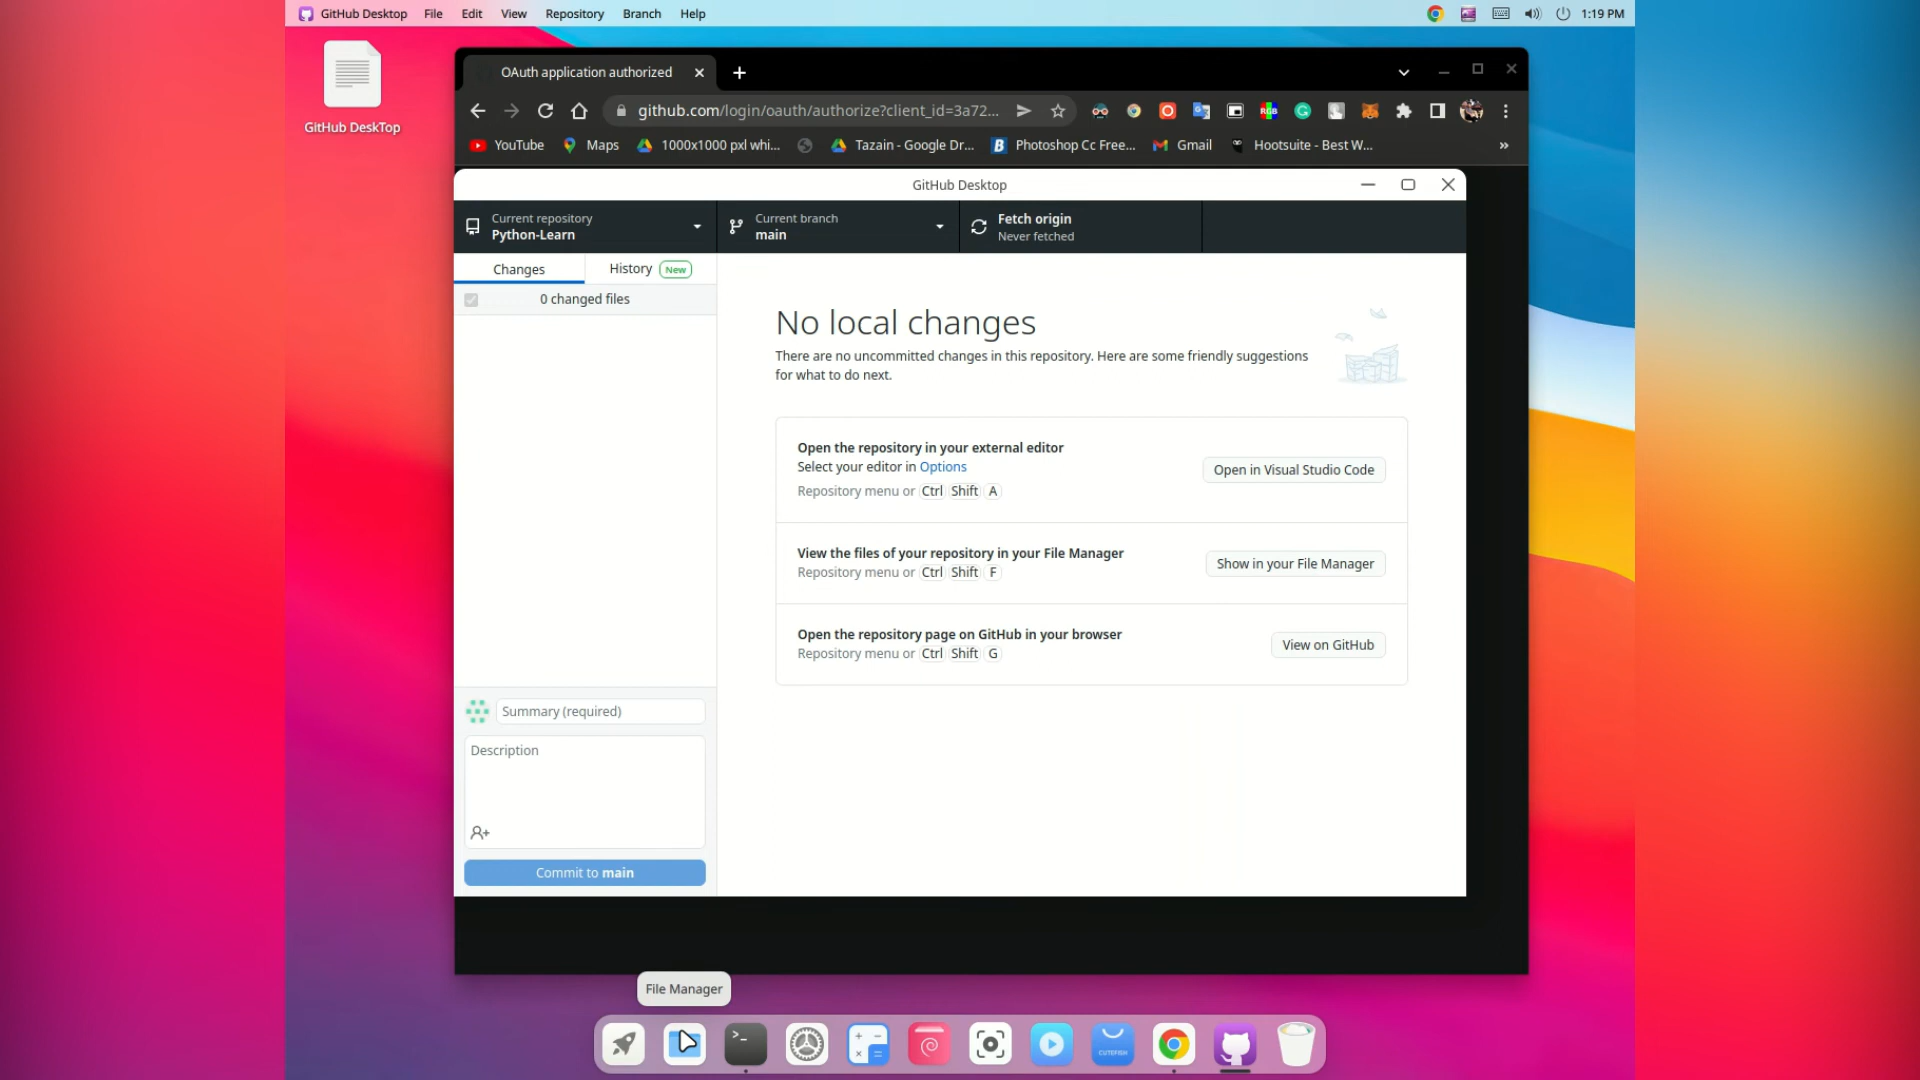 GitHub Desktop File Edit View Repository Branch Help 1:19 PM
GitHub DeskTop
OAuth application authorized
github.com/login/oauth/authorize?client_id=3a72...
YouTube Maps 1000x1000 pxl whi... Tazain - Google Dr... Photoshop Cc Free... Gmail Hootsuite - Best W... »
GitHub Desktop
Current repository
Python-Learn
Current branch
main
Fetch origin
Never fetched
Changes
History New
0 changed files
No local changes
There are no uncommitted changes in this repository. Here are some friendly suggestions
for what to do next.
Open the repository in your external editor
Select your editor in Options
Repository menu or Ctrl Shift A
Open in Visual Studio Code
View the files of your repository in your File Manager
Repository menu or Ctrl Shift F
Show in your File Manager
Open the repository page on GitHub in your browser
Repository menu or Ctrl Shift G
View on GitHub
Summary (required)
Description
Commit to main
File Manager
CUTEFISH